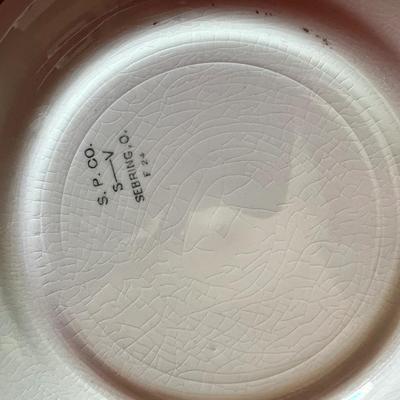 S. P. CO.
S—V
SEBRING, O.
F 24